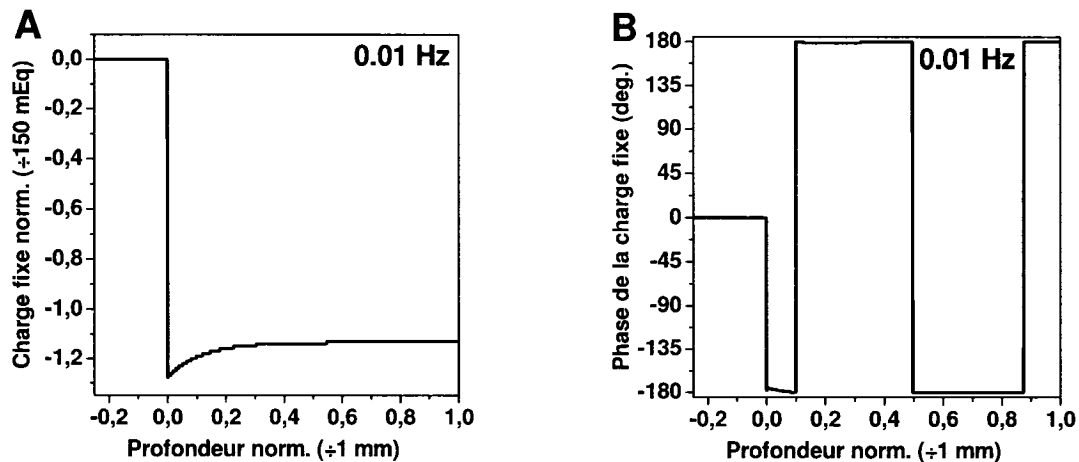 A
0.01 Hz
Charge fixe norm. (÷150 mEq)
0,0
-0,2
-0,4
-0,6
-0,8
-1,0
-1,2
-0,2 0,0 0,2 0,4 0,6 0,8 1,0
Profondeur norm. (÷1 mm)
B
0.01 Hz
Phase de la charge fixe (deg.)
180
135
90
45
0
-45
-90
-135
-180
-0,2 0,0 0,2 0,4 0,6 0,8 1,0
Profondeur norm. (÷1 mm)